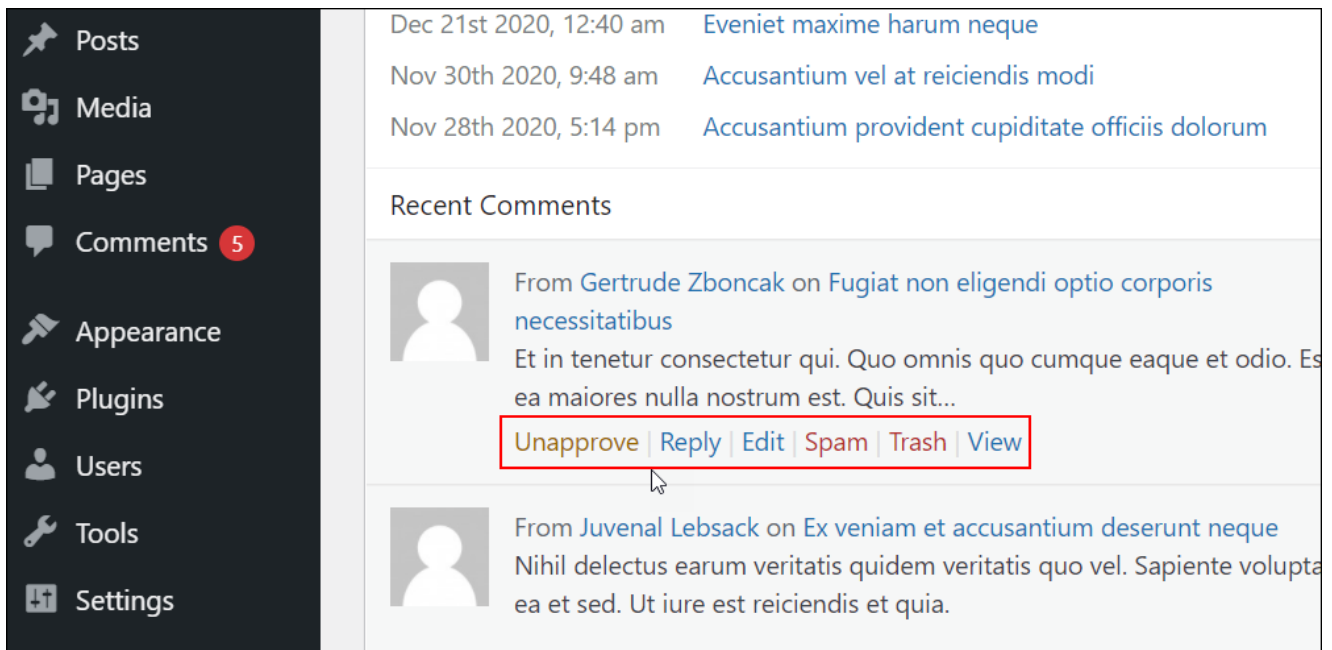 Posts
Media
Pages
Comments 5
Appearance
Plugins
Users
Tools
Settings
Dec 21st 2020, 12:40 am Eveniet maxime harum neque
Nov 30th 2020, 9:48 am Accusantium vel at reiciendis modi
Nov 28th 2020, 5:14 pm Accusantium provident cupiditate officiis dolorum
Recent Comments
From Gertrude Zboncak on Fugiat non eligendi optio corporis
necessitatibus
Et in tenetur consectetur qui. Quo omnis quo cumque eaque et odio. Es
ea maiores nulla nostrum est. Quis sit...
Unapprove | Reply | Edit | Spam | Trash | View
From Juvenal Lebsack on Ex veniam et accusantium deserunt neque
Nihil delectus earum veritatis quidem veritatis quo vel. Sapiente volupta
ea et sed. Ut iure est reiciendis et quia.